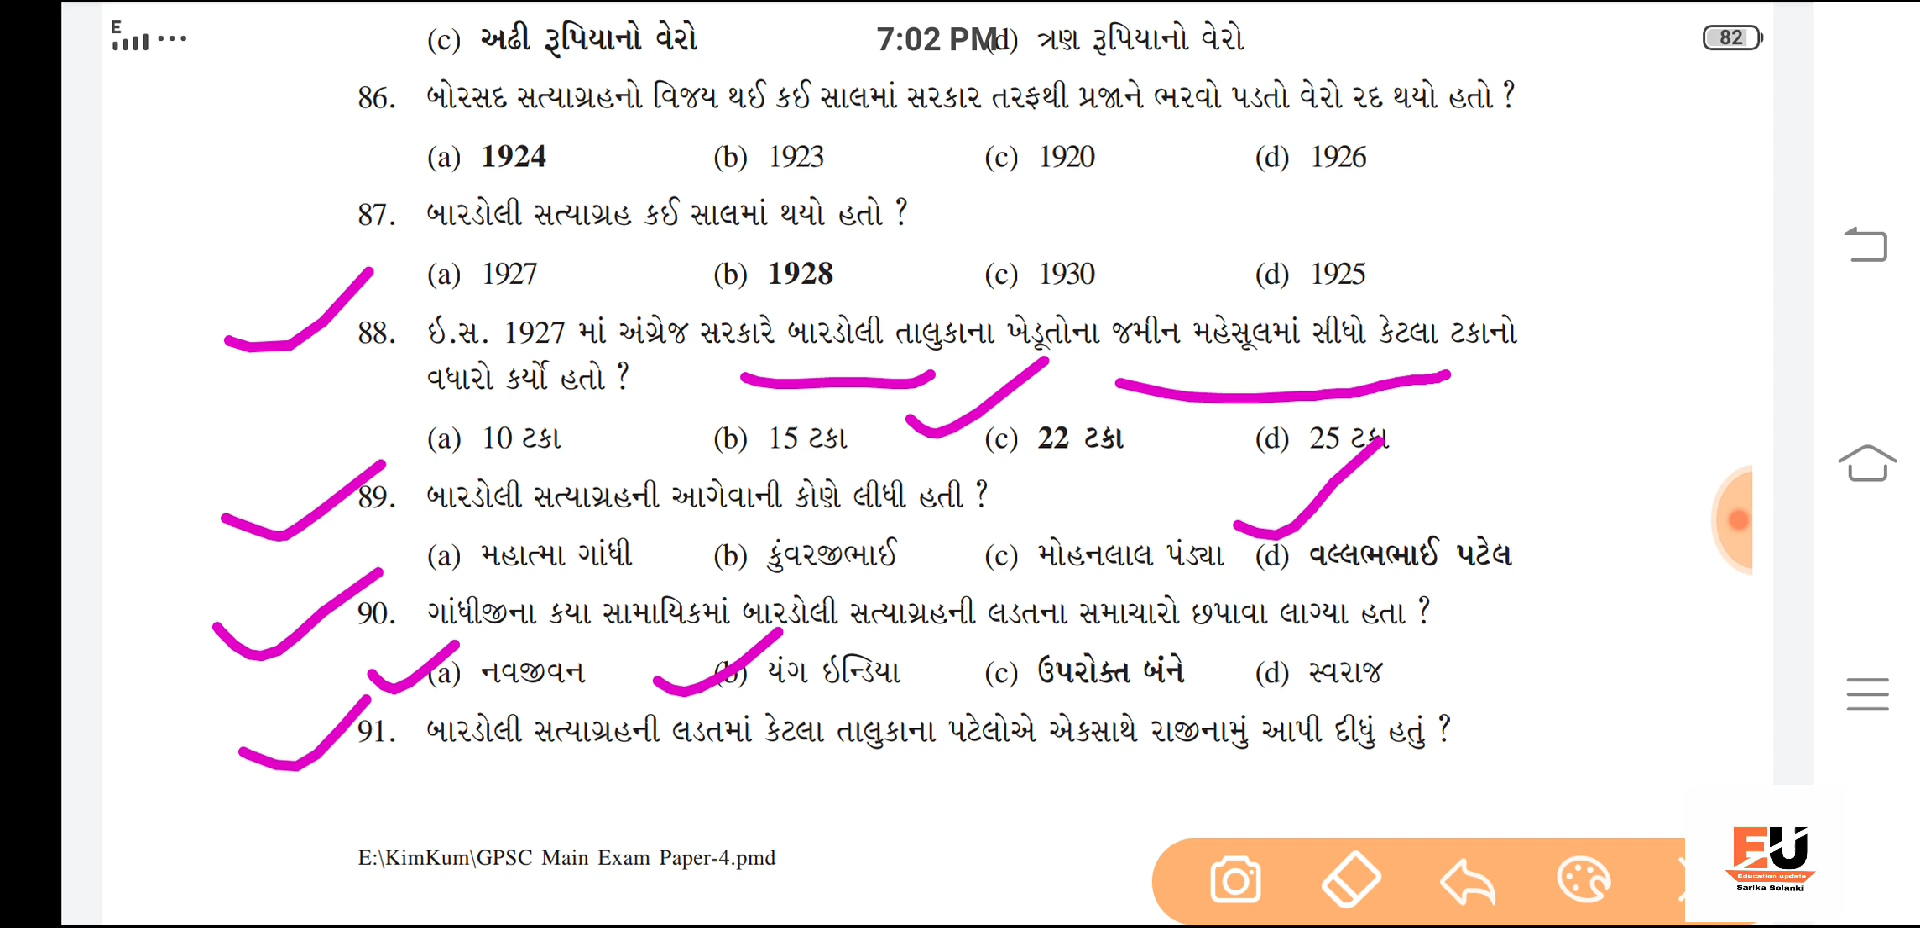 E
7:02 PM
82
(c) અઢી રૂપિયાનો વેરો (d) ત્રણ રૂપિયાનો વેરો
86. બોરસદ સત્યાગ્રહનો વિજય થઈ કઈ સાલમાં સરકાર તરફથી પ્રજાને ભરવો પડતો વેરો રદ થયો હતો ?
(a) 1924 (b) 1923 (c) 1920 (d) 1926
87. બારડોલી સત્યાગ્રહ કઈ સાલમાં થયો હતો ?
(a) 1927 (b) 1928 (c) 1930 (d) 1925
88. ઇ.સ. 1927 માં અંગ્રેજ સરકારે બારડોલી તાલુકાના ખેડૂતોના જમીન મહેસૂલમાં સીધો કેટલા ટકાનો
વધારો કર્યો હતો ?
(a) 10 ટકા (b) 15 ટકા (c) 22 ટકા (d) 25 ટકા
89. બારડોલી સત્યાગ્રહની આગેવાની કોણે લીધી હતી ?
(a) મહાત્મા ગાંધી (b) કુંવરજીભાઈ (c) મોહનલાલ પંડ્યા (d) વલ્લભભાઈ પટેલ
90. ગાંધીજીના કયા સામાયિકમાં બારડોલી સત્યાગ્રહની લડતના સમાચારો છપાવા લાગ્યા હતા ?
(a) નવજીવન (b) યંગ ઈન્ડિયા (c) ઉપરોક્ત બંને (d) સ્વરાજ
91. બારડોલી સત્યાગ્રહની લડતમાં કેટલા તાલુકાના પટેલોએ એકસાથે રાજીનામું આપી દીધું હતું ?
E:\KimKum\GPSC Main Exam Paper-4.pmd
EU
Education update
Sarika Solanki